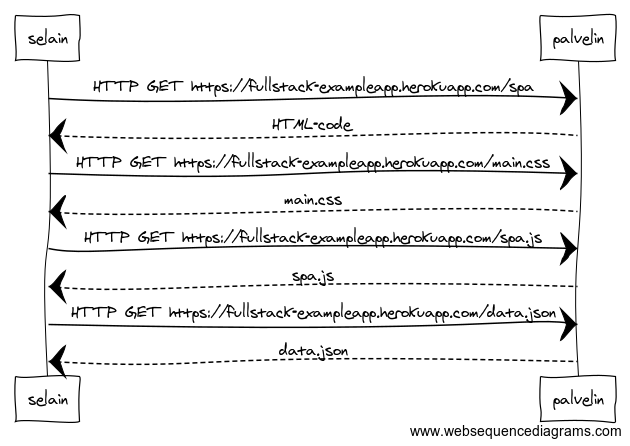 selain palvelin
HTTP GET https://fullstack-exampleapp.herokuapp.com/spa
HTML-code
HTTP GET https://fullstack-exampleapp.herokuapp.com/main.css
main.css
HTTP GET https://fullstack-exampleapp.herokuapp.com/spa.js
spa.js
HTTP GET https://fullstack-exampleapp.herokuapp.com/data.json
data.json
selain palvelin
www.websequencediagrams.com